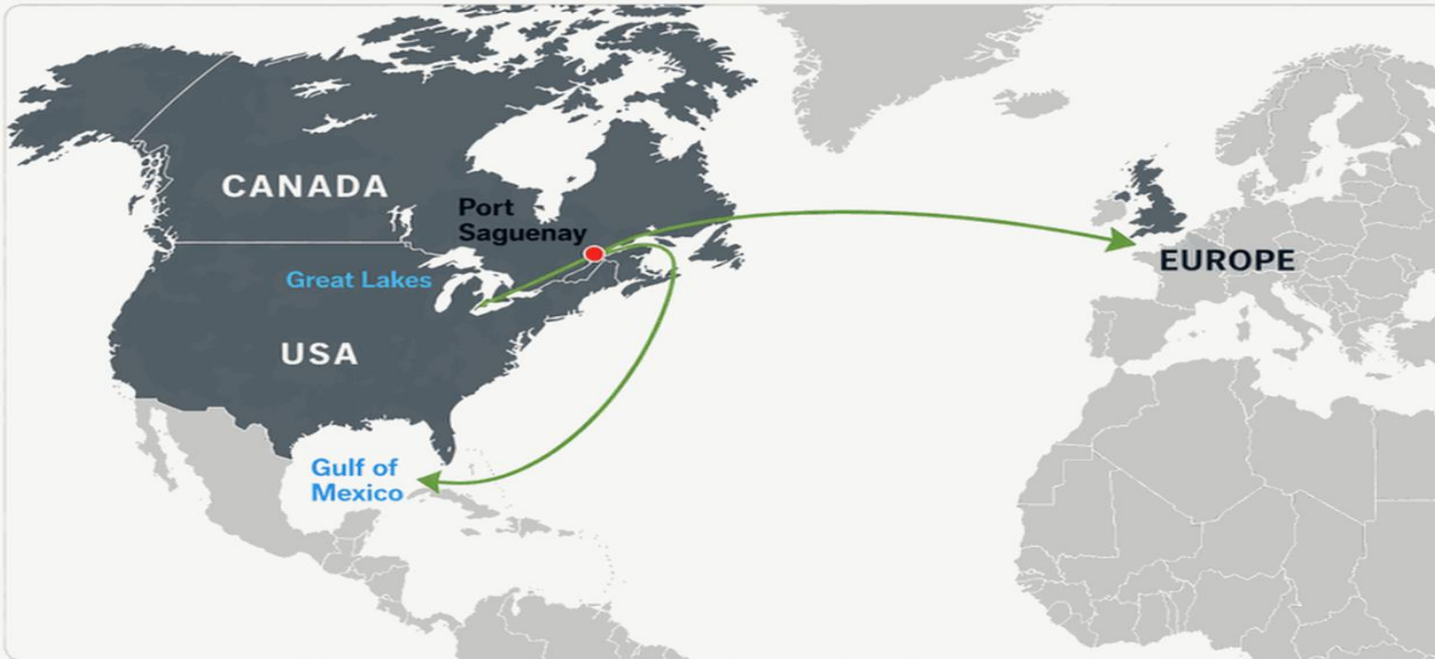 CANADA
Port
Saguenay
Great Lakes
EUROPE
USA
Gulf of
Mexico